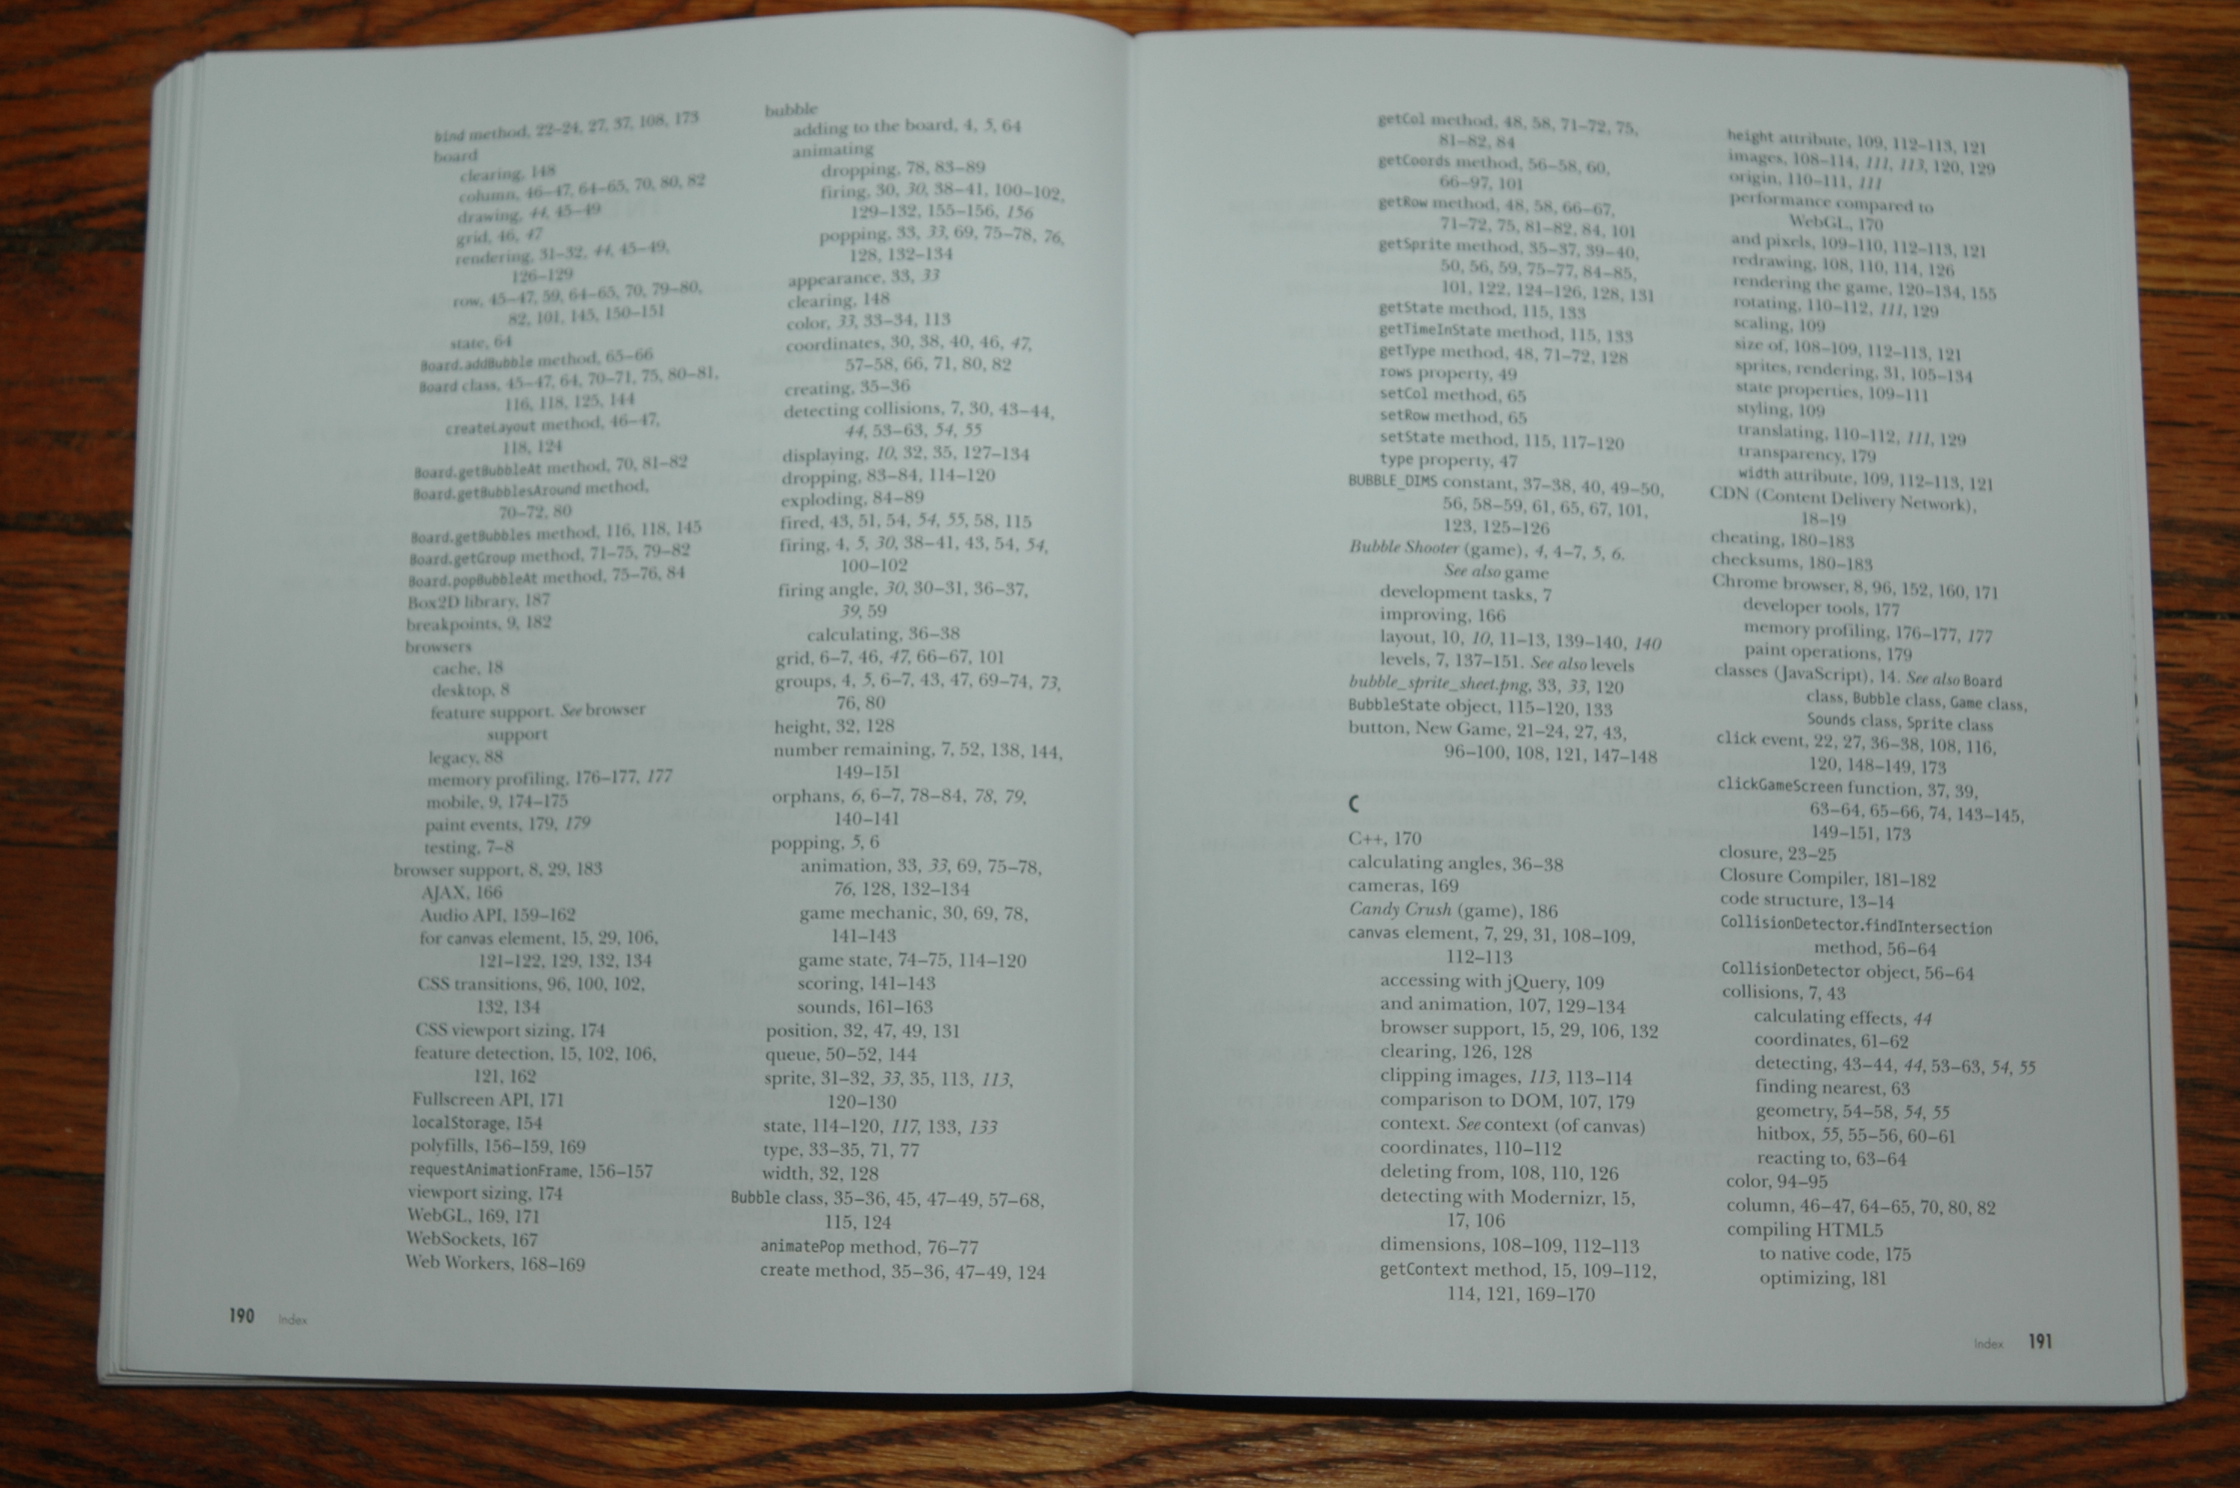 bind method, 22–24, 27, 37, 108, 173
board
clearing, 148
column, 46–47, 64–65, 70, 80, 82
drawing, 44, 45–49
grid, 46, 47
rendering, 31–32, 44, 45–49,
126–129
row, 45–47, 59, 64–65, 70, 79–80,
82, 101, 145, 150–151
state, 64
Board.addBubble method, 65–66
Board class, 45–47, 64, 70–71, 75, 80–81,
116, 118, 125, 144
createLayout method, 46–47,
118, 124
Board.getBubbleAt method, 70, 81–82
Board.getBubblesAround method,
70–72, 80
Board.getBubbles method, 116, 118, 145
Board.getGroup method, 71–75, 79–82
Board.popBubbleAt method, 75–76, 84
Box2D library, 187
breakpoints, 9, 182
browsers
cache, 18
desktop, 8
feature support. See browser
support
legacy, 88
memory profiling, 176–177, 177
mobile, 9, 174–175
paint events, 179, 179
testing, 7–8
browser support, 8, 29, 183
AJAX, 166
Audio API, 159–162
for canvas element, 15, 29, 106,
121–122, 129, 132, 134
CSS transitions, 96, 100, 102,
132, 134
CSS viewport sizing, 174
feature detection, 15, 102, 106,
121, 162
Fullscreen API, 171
localStorage, 154
polyfills, 156–159, 169
requestAnimationFrame, 156–157
viewport sizing, 174
WebGL, 169, 171
WebSockets, 167
Web Workers, 168–169
bubble
adding to the board, 4, 5, 64
animating
dropping, 78, 83–89
firing, 30, 30, 38–41, 100–102,
129–132, 155–156, 156
popping, 33, 33, 69, 75–78, 76,
128, 132–134
appearance, 33, 33
clearing, 148
color, 33, 33–34, 113
coordinates, 30, 38, 40, 46, 47,
57–58, 66, 71, 80, 82
creating, 35–36
detecting collisions, 7, 30, 43–44,
44, 53–63, 54, 55
displaying, 10, 32, 35, 127–134
dropping, 83–84, 114–120
exploding, 84–89
fired, 43, 51, 54, 54, 55, 58, 115
firing, 4, 5, 30, 38–41, 43, 54, 54,
100–102
firing angle, 30, 30–31, 36–37,
39, 59
calculating, 36–38
grid, 6–7, 46, 47, 66–67, 101
groups, 4, 5, 6–7, 43, 47, 69–74, 73,
76, 80
height, 32, 128
number remaining, 7, 52, 138, 144,
149–151
orphans, 6, 6–7, 78–84, 78, 79,
140–141
popping, 5, 6
animation, 33, 33, 69, 75–78,
76, 128, 132–134
game mechanic, 30, 69, 78,
141–143
game state, 74–75, 114–120
scoring, 141–143
sounds, 161–163
position, 32, 47, 49, 131
queue, 50–52, 144
sprite, 31–32, 33, 35, 113, 113,
120–130
state, 114–120, 117, 133, 133
type, 33–35, 71, 77
width, 32, 128
Bubble class, 35–36, 45, 47–49, 57–68,
115, 124
animatePop method, 76–77
create method, 35–36, 47–49, 124
190 Index
getCol method, 48, 58, 71–72, 75,
81–82, 84
getCoords method, 56–58, 60,
66–97, 101
getRow method, 48, 58, 66–67,
71–72, 75, 81–82, 84, 101
getSprite method, 35–37, 39–40,
50, 56, 59, 75–77, 84–85,
101, 122, 124–126, 128, 131
getState method, 115, 133
getTimeInState method, 115, 133
getType method, 48, 71–72, 128
rows property, 49
setCol method, 65
setRow method, 65
setState method, 115, 117–120
type property, 47
BUBBLE_DIMS constant, 37–38, 40, 49–50,
56, 58–59, 61, 65, 67, 101,
123, 125–126
Bubble Shooter (game), 4, 4–7, 5, 6.
See also game
development tasks, 7
improving, 166
layout, 10, 10, 11–13, 139–140, 140
levels, 7, 137–151. See also levels
bubble_sprite_sheet.png, 33, 33, 120
BubbleState object, 115–120, 133
button, New Game, 21–24, 27, 43,
96–100, 108, 121, 147–148
C
C++, 170
calculating angles, 36–38
cameras, 169
Candy Crush (game), 186
canvas element, 7, 29, 31, 108–109,
112–113
accessing with jQuery, 109
and animation, 107, 129–134
browser support, 15, 29, 106, 132
clearing, 126, 128
clipping images, 113, 113–114
comparison to DOM, 107, 179
context. See context (of canvas)
coordinates, 110–112
deleting from, 108, 110, 126
detecting with Modernizr, 15,
17, 106
dimensions, 108–109, 112–113
getContext method, 15, 109–112,
114, 121, 169–170
height attribute, 109, 112–113, 121
images, 108–114, 111, 113, 120, 129
origin, 110–111, 111
performance compared to
WebGL, 170
and pixels, 109–110, 112–113, 121
redrawing, 108, 110, 114, 126
rendering the game, 120–134, 155
rotating, 110–112, 111, 129
scaling, 109
size of, 108–109, 112–113, 121
sprites, rendering, 31, 105–134
state properties, 109–111
styling, 109
translating, 110–112, 111, 129
transparency, 179
width attribute, 109, 112–113, 121
CDN (Content Delivery Network),
18–19
cheating, 180–183
checksums, 180–183
Chrome browser, 8, 96, 152, 160, 171
developer tools, 177
memory profiling, 176–177, 177
paint operations, 179
classes (JavaScript), 14. See also Board
class, Bubble class, Game class,
Sounds class, Sprite class
click event, 22, 27, 36–38, 108, 116,
120, 148–149, 173
clickGameScreen function, 37, 39,
63–64, 65–66, 74, 143–145,
149–151, 173
closure, 23–25
Closure Compiler, 181–182
code structure, 13–14
CollisionDetector.findIntersection
method, 56–64
CollisionDetector object, 56–64
collisions, 7, 43
calculating effects, 44
coordinates, 61–62
detecting, 43–44, 44, 53–63, 54, 55
finding nearest, 63
geometry, 54–58, 54, 55
hitbox, 55, 55–56, 60–61
reacting to, 63–64
color, 94–95
column, 46–47, 64–65, 70, 80, 82
compiling HTML5
to native code, 175
optimizing, 181
Index 191